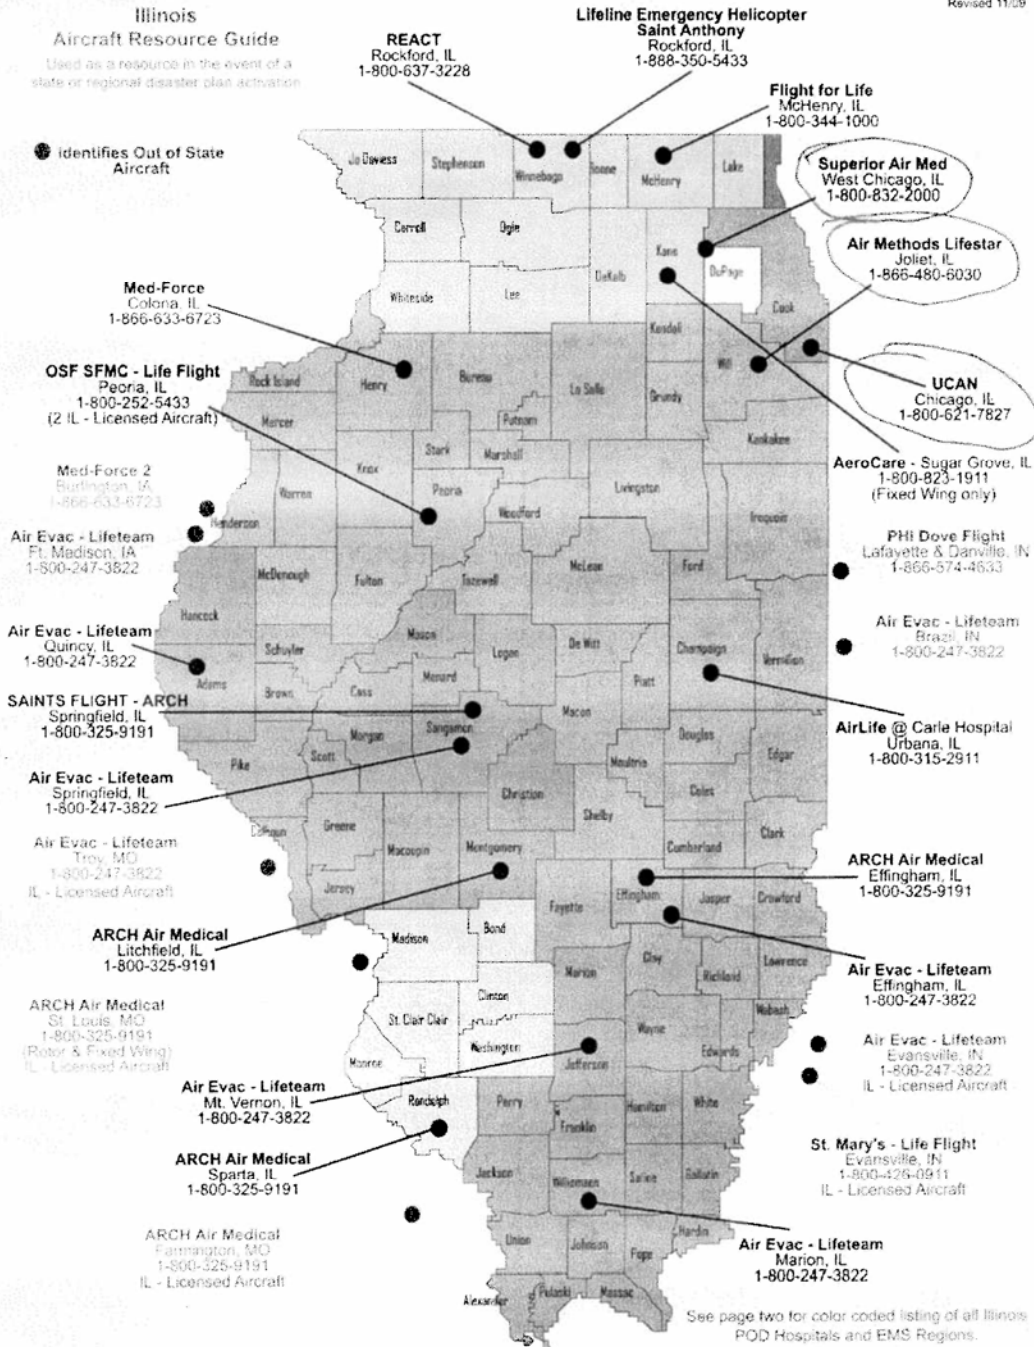 Revised 11/09
Illinois
Aircraft Resource Guide
Used as a resource in the event of a
state or regional disaster plan activation
identifies Out of State
Aircraft
REACT
Rockford, IL
1-800-637-3228
Lifeline Emergency Helicopter
Saint Anthony
Rockford, IL
1-888-350-5433
Flight for Life
McHenry, IL
1-800-344-1000
Superior Air Med
West Chicago, IL
1-800-832-2000
Air Methods Lifestar
Joliet, IL
1-866-480-6030
UCAN
Chicago, IL
1-800-621-7827
AeroCare - Sugar Grove, IL
1-800-823-1911
(Fixed Wing only)
PHI Dove Flight
Lafayette & Danville, IN
1-866-574-4633
Air Evac - Lifeteam
Brazil, IN
1-800-247-3822
AirLife @ Carle Hospital
Urbana, IL
1-800-315-2911
ARCH Air Medical
Effingham, IL
1-800-325-9191
Air Evac - Lifeteam
Effingham, IL
1-800-247-3822
Air Evac - Lifeteam
Evansville, IN
1-800-247-3822
IL - Licensed Aircraft
St. Mary's - Life Flight
Evansville, IN
1-800-426-0911
IL - Licensed Aircraft
Air Evac - Lifeteam
Marion, IL
1-800-247-3822
Med-Force
Colona, IL
1-866-633-6723
OSF SFMC - Life Flight
Peoria, IL
1-800-252-5433
(2 IL - Licensed Aircraft)
Med-Force 2
Burlington, IA
1-866-633-6723
Air Evac - Lifeteam
Ft. Madison, IA
1-800-247-3822
Air Evac - Lifeteam
Quincy, IL
1-800-247-3822
SAINTS FLIGHT - ARCH
Springfield, IL
1-800-325-9191
Air Evac - Lifeteam
Springfield, IL
1-800-247-3822
Air Evac - Lifeteam
Troy, MO
1-800-247-3822
IL - Licensed Aircraft
ARCH Air Medical
Litchfield, IL
1-800-325-9191
ARCH Air Medical
St. Louis, MO
1-800-325-9191
(Rotor & Fixed Wing)
IL - Licensed Aircraft
Air Evac - Lifeteam
Mt. Vernon, IL
1-800-247-3822
ARCH Air Medical
Sparta, IL
1-800-325-9191
ARCH Air Medical
Farmington, MO
1-800-325-9191
IL - Licensed Aircraft
Jo Daviess
Stephenson
Winnebago
Boone
McHenry
Lake
Carroll
Ogle
Kane
DeKalb
DuPage
Whiteside
Lee
Cook
Kendall
Will
Rock Island
Henry
Bureau
La Salle
Grundy
Mercer
Putnam
Kankakee
Stark
Marshall
Knox
Peoria
Livingston
Warren
Henderson
Woodford
Iroquois
McDonough
Fulton
Tazewell
McLean
Ford
Hancock
Mason
Schuyler
Logan
De Witt
Champaign
Vermilion
Adams
Brown
Cass
Menard
Piatt
Macon
Sangamon
Morgan
Scott
Douglas
Edgar
Pike
Moultrie
Christian
Coles
Shelby
Greene
Calhoun
Macoupin
Montgomery
Cumberland
Clark
Jersey
Effingham
Jasper
Crawford
Fayette
Madison
Bond
Clay
Richland
Lawrence
Marion
Clinton
St. Clair Clair
Wabash
Wayne
Edwards
Washington
Jefferson
Monroe
Randolph
Perry
Hamilton
White
Franklin
Jackson
Williamson
Saline
Gallatin
Union
Johnson
Pope
Hardin
Alexander
Pulaski
Massac
See page two for color coded listing of all Illinois
POD Hospitals and EMS Regions.